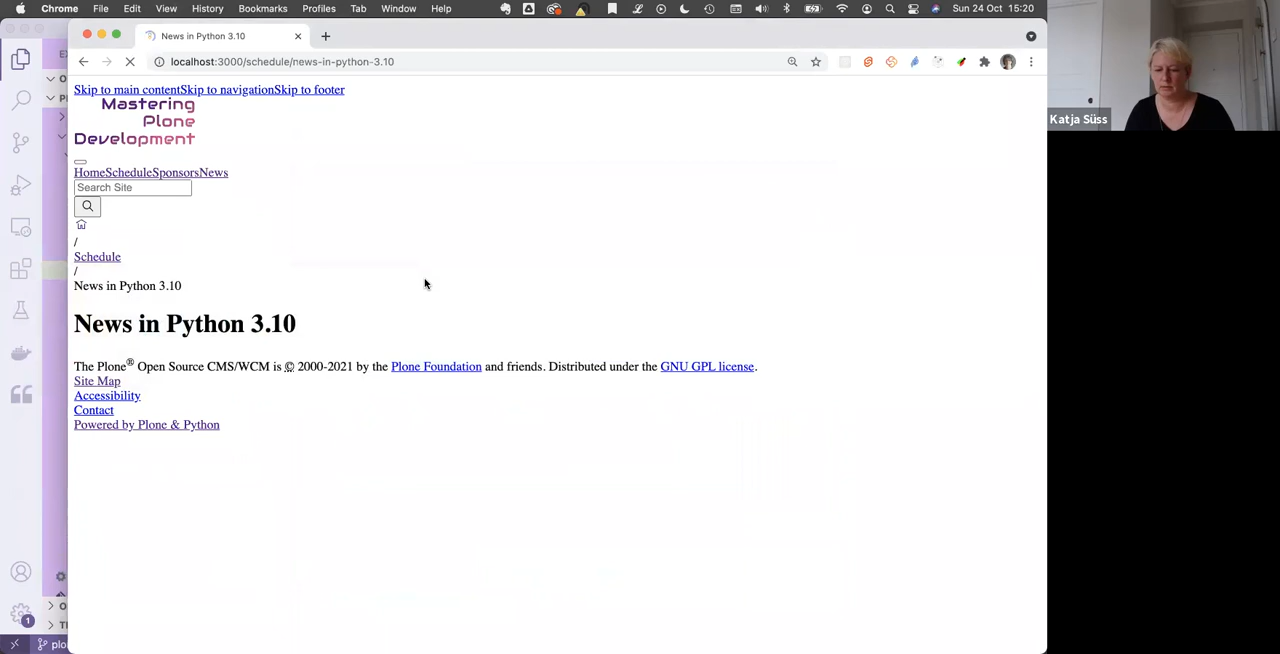 Chrome File Edit View History Bookmarks Profiles Tab Window Help Sun 24 Oct 15:20
News in Python 3.10
localhost:3000/schedule/news-in-python-3.10
Skip to main contentSkip to navigationSkip to footer
Mastering
Plone
Development
HomeScheduleSponsorsNews
Search Site
/
Schedule
/
News in Python 3.10
News in Python 3.10
The Plone® Open Source CMS/WCM is © 2000-2021 by the Plone Foundation and friends. Distributed under the GNU GPL license.
Site Map
Accessibility
Contact
Powered by Plone & Python
Katja Süss
1